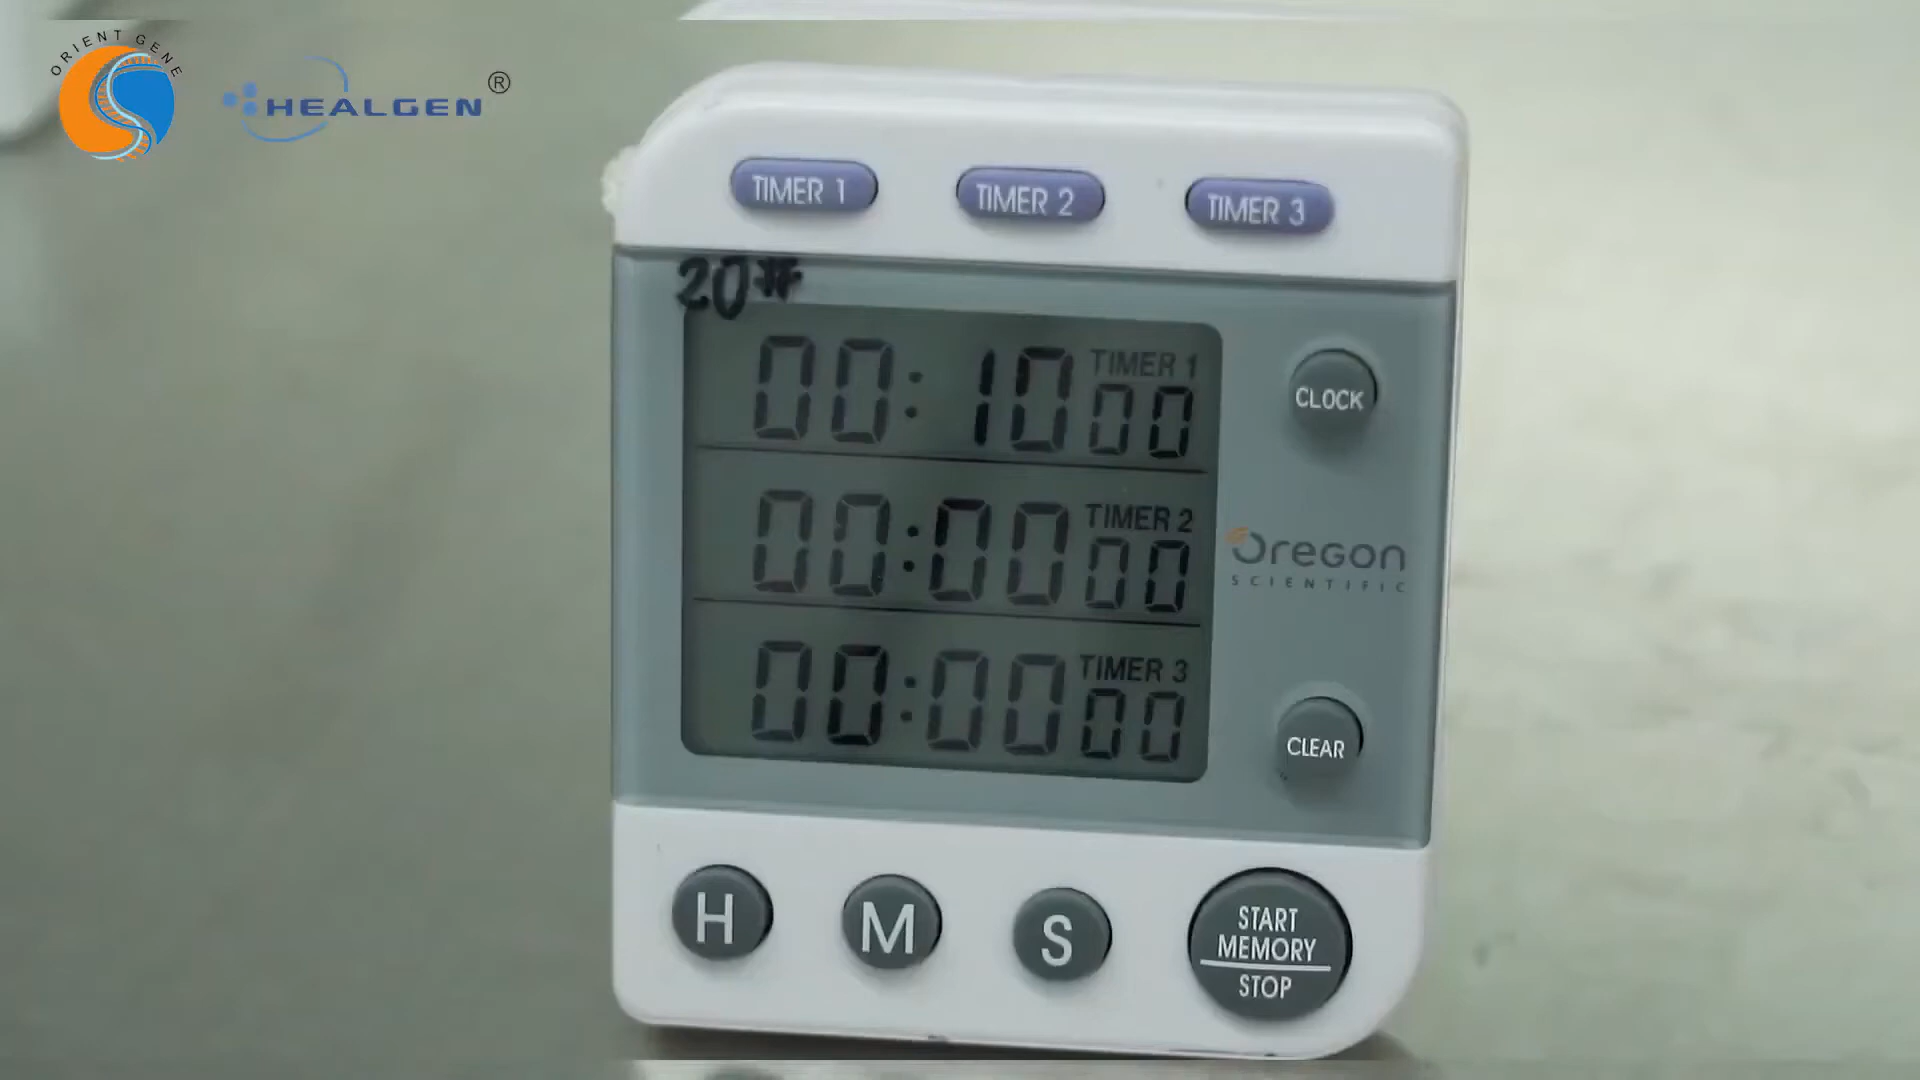 ORIENT GENE
HEALGEN®
TIMER 1
TIMER 2
TIMER 3
20#
TIMER 1
00:10 00
CLOCK
TIMER 2
00:00 00
Oregon
SCIENTIFIC
TIMER 3
00:00 00
CLEAR
H
M
S
START
MEMORY
STOP